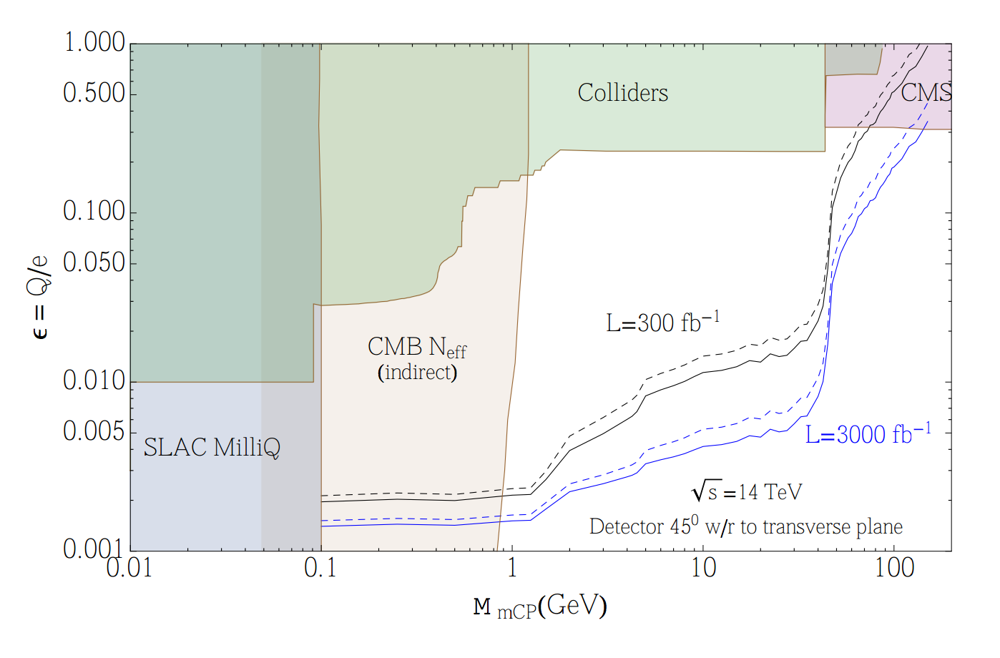 1.000
0.500
0.100
0.050
0.010
0.005
0.001
ϵ = Q/e
Colliders
CMS
CMB N_eff
(indirect)
SLAC MilliQ
L=300 fb⁻¹
L=3000 fb⁻¹
√s =14 TeV
Detector 45⁰ w/r to transverse plane
0.01
0.1
1
10
100
M mCP(GeV)